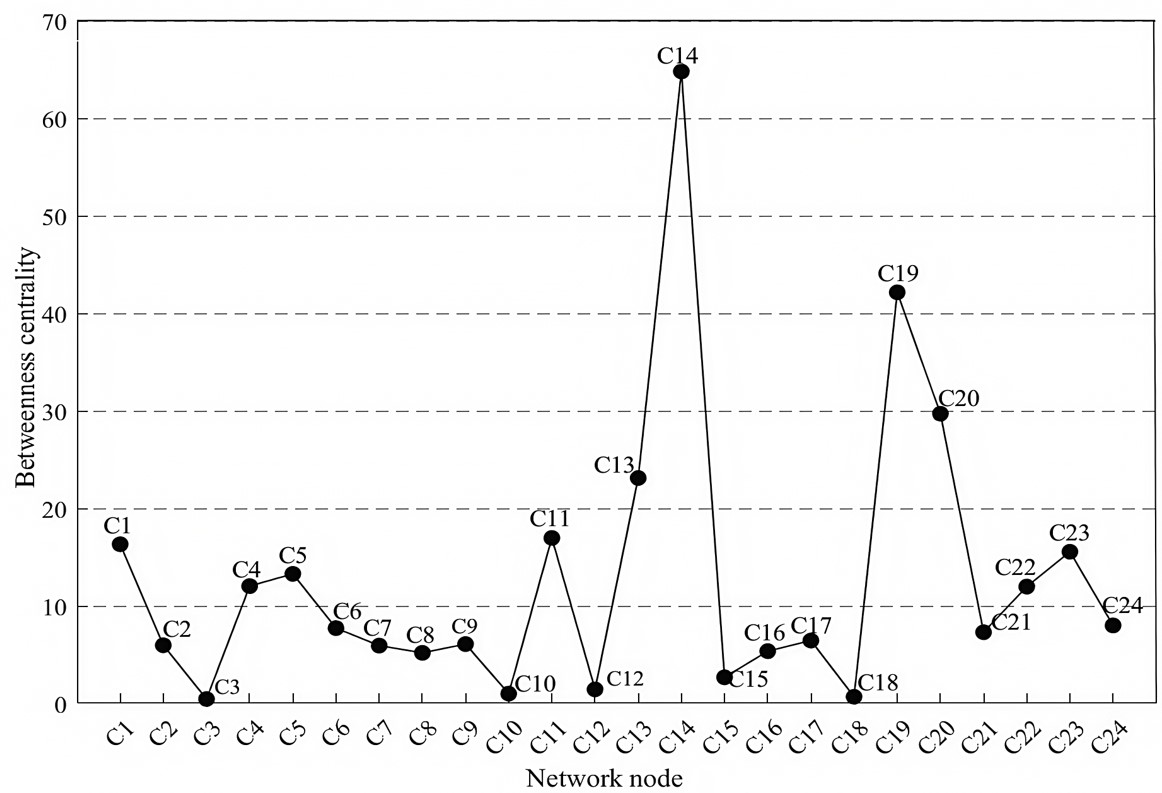 70
60
50
40
30
20
10
0
Betweenness centrality
C1
C2
C3
C4
C5
C6
C7
C8
C9
C10
C11
C12
C13
C14
C15
C16
C17
C18
C19
C20
C21
C22
C23
C24
C1 C2 C3 C4 C5 C6 C7 C8 C9 C10 C11 C12 C13 C14 C15 C16 C17 C18 C19 C20 C21 C22 C23 C24
Network node